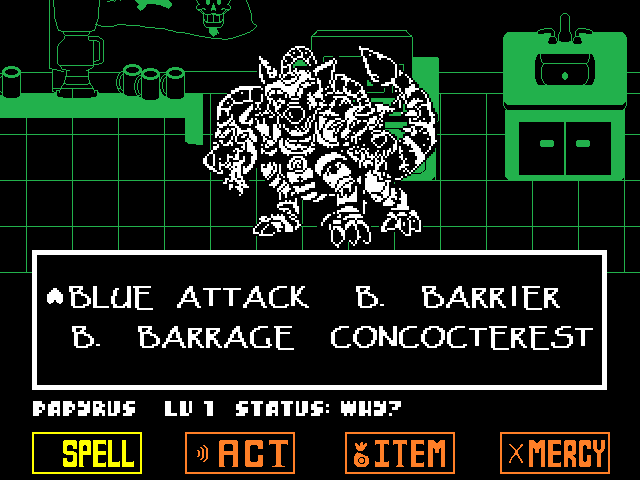 BLUE ATTACK B. BARRIER
B. BARRAGE CONCOCTEREST
PAPYRUS LV 1 STATUS: WHY?
SPELL ACT ITEM MERCY